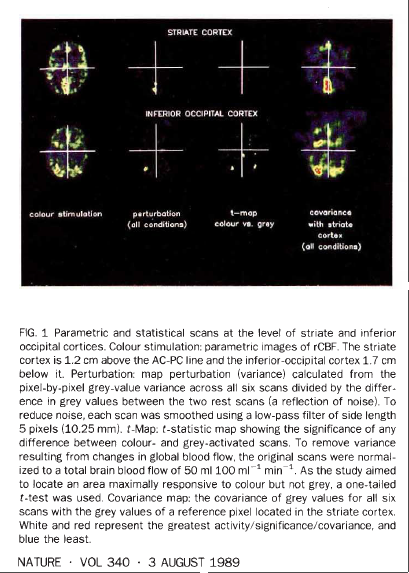 STRIATE CORTEX
INFERIOR OCCIPITAL CORTEX
colour stimulation perturbation t-map covariance
(all conditions) colour vs. grey with striate
cortex
(all conditions)
FIG. 1 Parametric and statistical scans at the level of striate and inferior
occipital cortices. Colour stimulation: parametric images of rCBF. The striate
cortex is 1.2 cm above the AC-PC line and the inferior-occipital cortex 1.7 cm
below it. Perturbation: map perturbation (variance) calculated from the
pixel-by-pixel grey-value variance across all six scans divided by the differ-
ence in grey values between the two rest scans (a reflection of noise). To
reduce noise, each scan was smoothed using a low-pass filter of side length
5 pixels (10.25 mm). t-Map: t-statistic map showing the significance of any
difference between colour- and grey-activated scans. To remove variance
resulting from changes in global blood flow, the original scans were normal-
ized to a total brain blood flow of 50 ml 100 ml⁻¹ min⁻¹. As the study aimed
to locate an area maximally responsive to colour but not grey, a one-tailed
t-test was used. Covariance map: the covariance of grey values for all six
scans with the grey values of a reference pixel located in the striate cortex.
White and red represent the greatest activity/significance/covariance, and
blue the least.
NATURE · VOL 340 · 3 AUGUST 1989